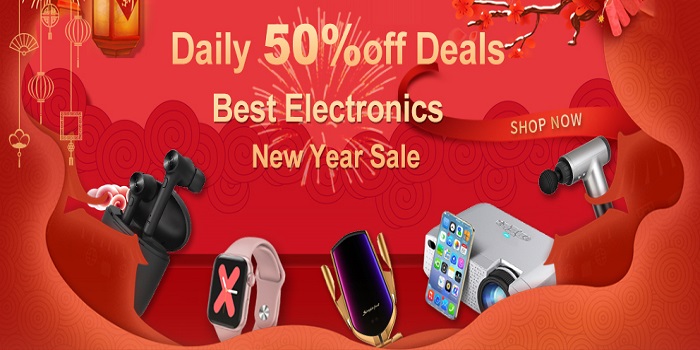 Daily 50%off Deals
Best Electronics
SHOP NOW
New Year Sale